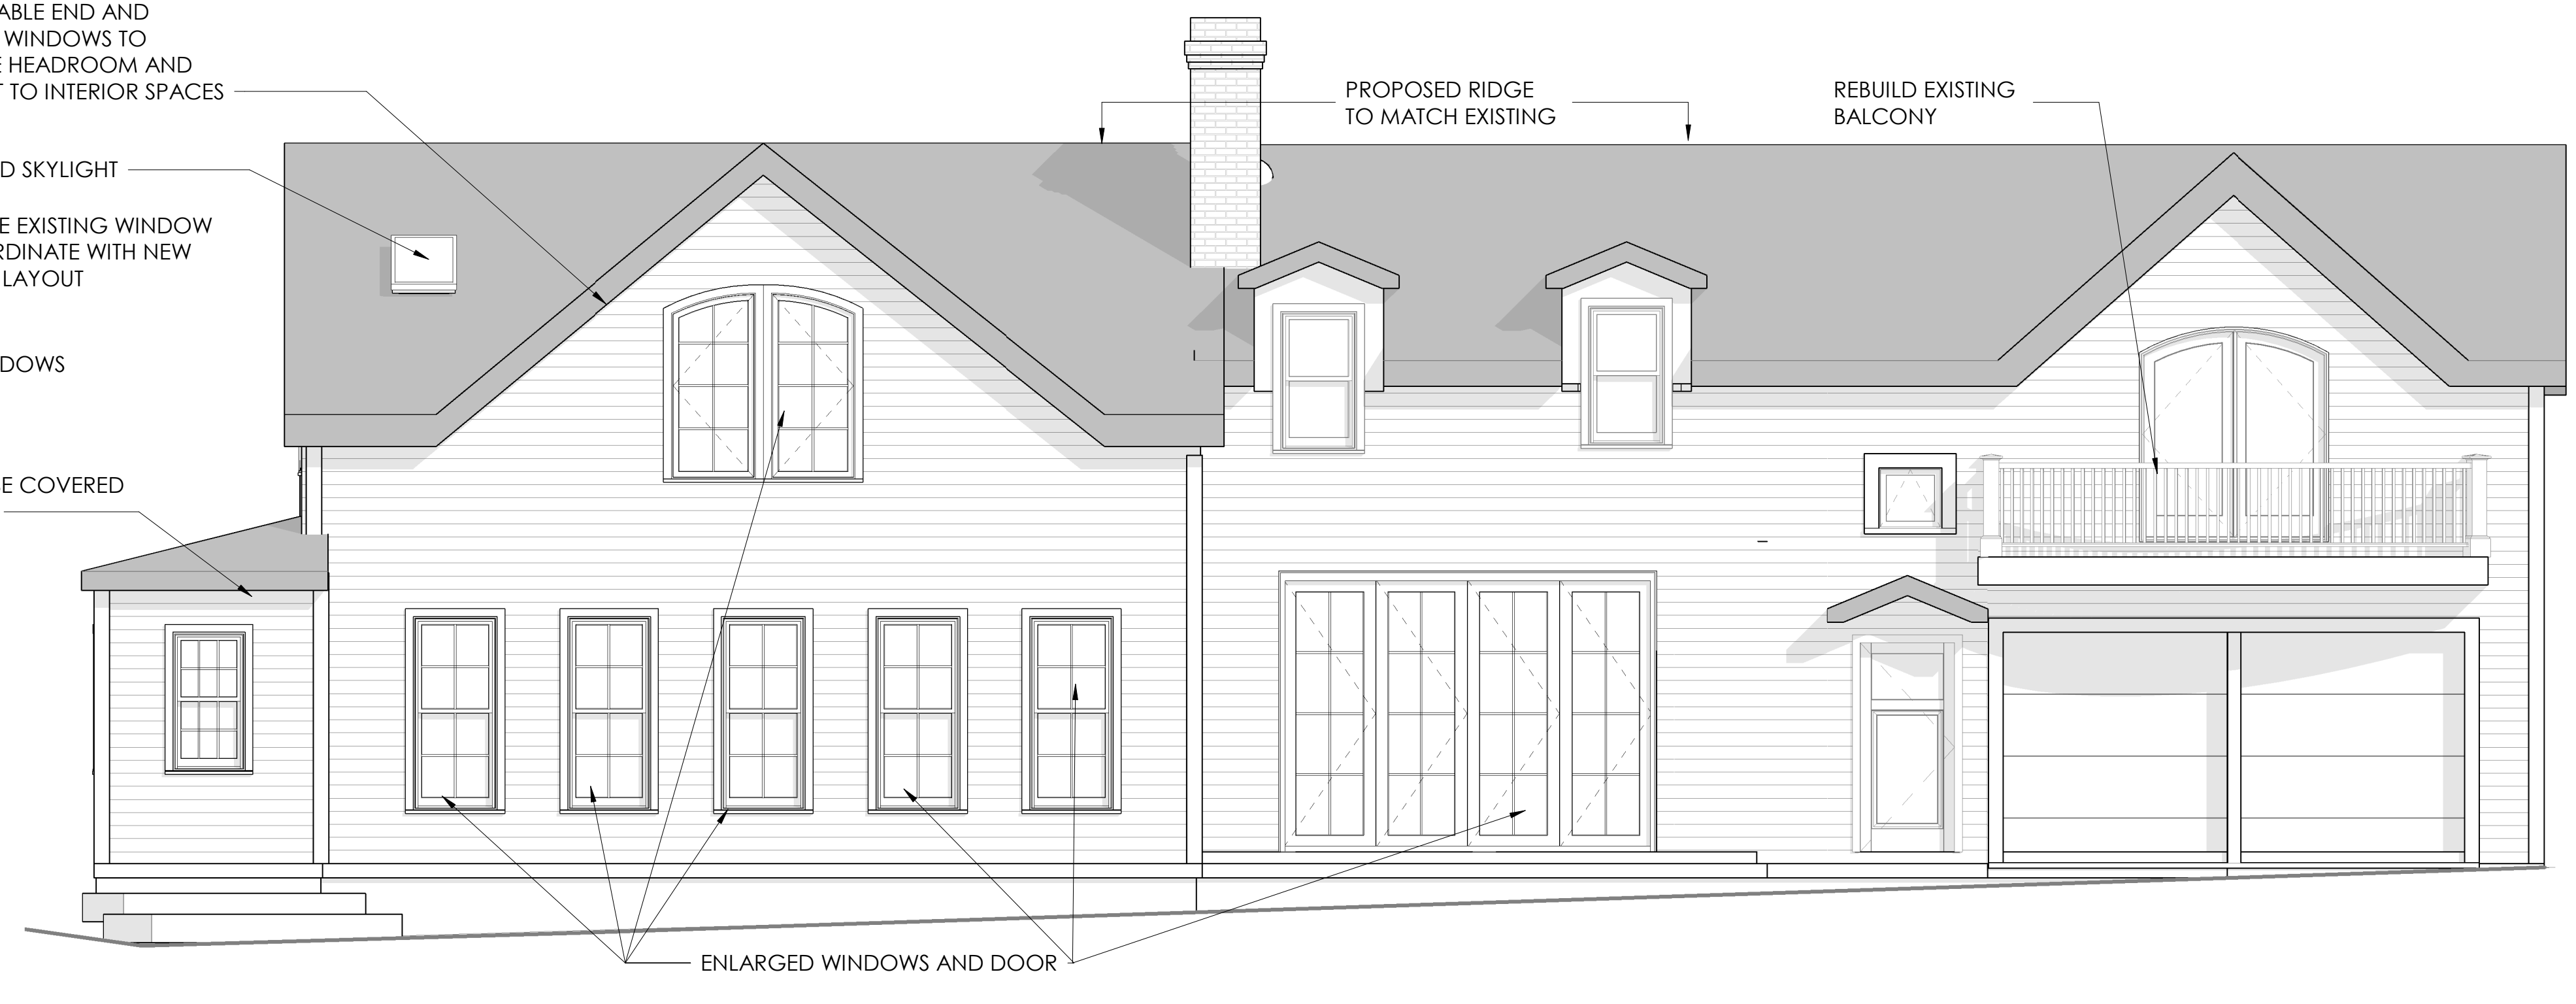 ABLE END AND
WINDOWS TO
E HEADROOM AND
T TO INTERIOR SPACES
D SKYLIGHT
E EXISTING WINDOW
RDINATE WITH NEW
LAYOUT
DOWS
E COVERED
PROPOSED RIDGE
TO MATCH EXISTING
REBUILD EXISTING
BALCONY
ENLARGED WINDOWS AND DOOR